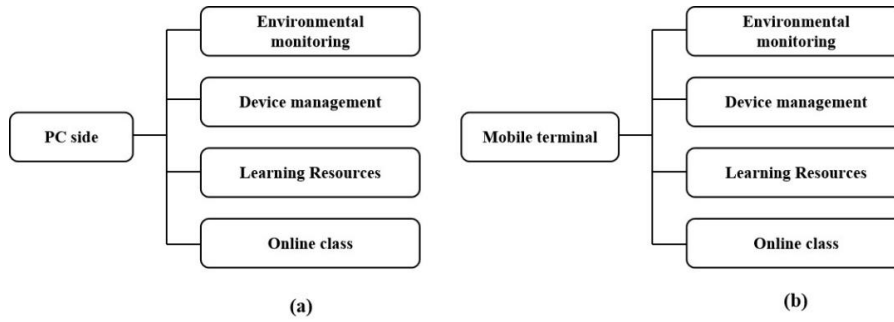 Environmental
monitoring
Device management
PC side
Learning Resources
Online class
(a)
Environmental
monitoring
Device management
Mobile terminal
Learning Resources
Online class
(b)